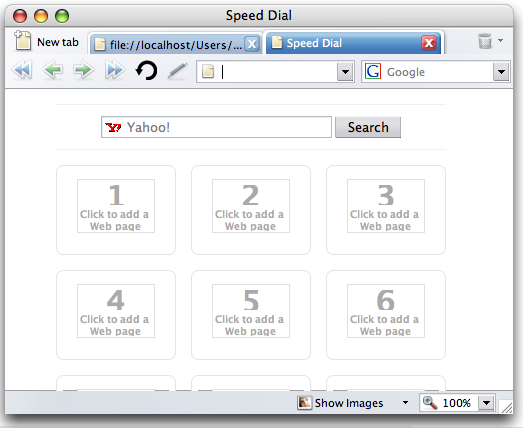 Speed Dial
New tab
file://localhost/Users/...
Speed Dial
Google
Yahoo!
Search
1
Click to add a
Web page
2
Click to add a
Web page
3
Click to add a
Web page
4
Click to add a
Web page
5
Click to add a
Web page
6
Click to add a
Web page
Show Images
100%